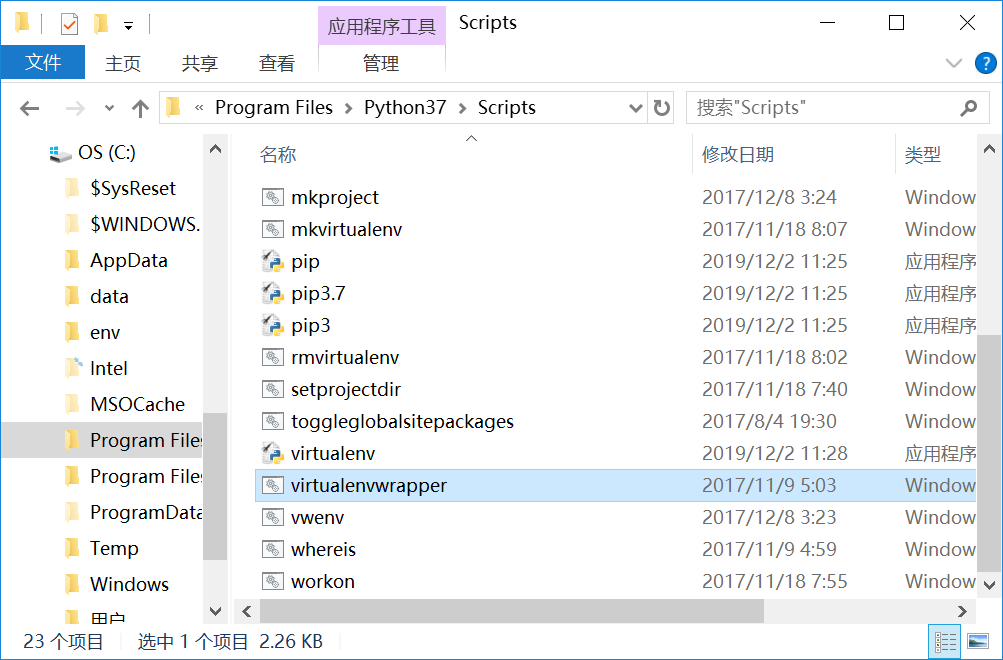 应用程序工具 Scripts
文件 主页 共享 查看 管理
?
« Program Files > Python37 > Scripts
搜索"Scripts"
OS (C:)
$SysReset
$WINDOWS.
AppData
data
env
Intel
MSOCache
Program Files
Program Files
ProgramData
Temp
Windows
用户
名称 修改日期 类型
mkproject 2017/12/8 3:24 Window
mkvirtualenv 2017/11/18 8:07 Window
pip 2019/12/2 11:25 应用程序
pip3.7 2019/12/2 11:25 应用程序
pip3 2019/12/2 11:25 应用程序
rmvirtualenv 2017/11/18 8:02 Window
setprojectdir 2017/11/18 7:40 Window
toggleglobalsitepackages 2017/8/4 19:30 Window
virtualenv 2019/12/2 11:28 应用程序
virtualenvwrapper 2017/11/9 5:03 Window
vwenv 2017/12/8 3:23 Window
whereis 2017/11/9 4:59 Window
workon 2017/11/18 7:55 Window
23 个项目 选中 1 个项目 2.26 KB